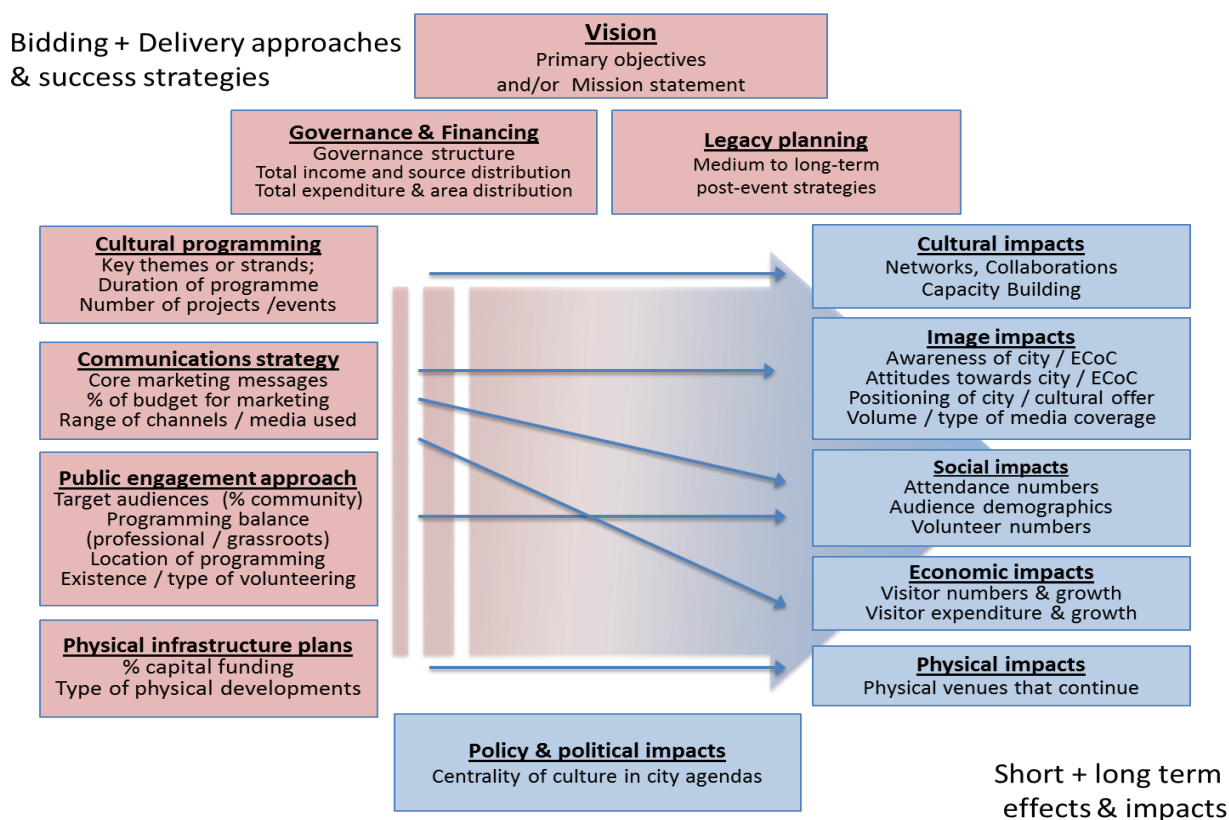 Bidding + Delivery approaches
& success strategies
Vision
Primary objectives
and/or Mission statement
Governance & Financing
Governance structure
Total income and source distribution
Total expenditure & area distribution
Legacy planning
Medium to long-term
post-event strategies
Cultural programming
Key themes or strands;
Duration of programme
Number of projects /events
Communications strategy
Core marketing messages
% of budget for marketing
Range of channels / media used
Public engagement approach
Target audiences (% community)
Programming balance
(professional / grassroots)
Location of programming
Existence / type of volunteering
Physical infrastructure plans
% capital funding
Type of physical developments
Cultural impacts
Networks, Collaborations
Capacity Building
Image impacts
Awareness of city / ECoC
Attitudes towards city / ECoC
Positioning of city / cultural offer
Volume / type of media coverage
Social impacts
Attendance numbers
Audience demographics
Volunteer numbers
Economic impacts
Visitor numbers & growth
Visitor expenditure & growth
Physical impacts
Physical venues that continue
Policy & political impacts
Centrality of culture in city agendas
Short + long term
effects & impacts